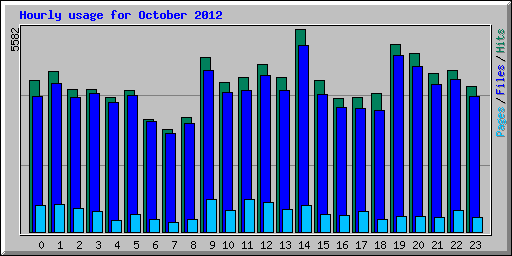 Hourly usage for October 2012
5582
Pages/Files/Hits
0 1 2 3 4 5 6 7 8 9 10 11 12 13 14 15 16 17 18 19 20 21 22 23